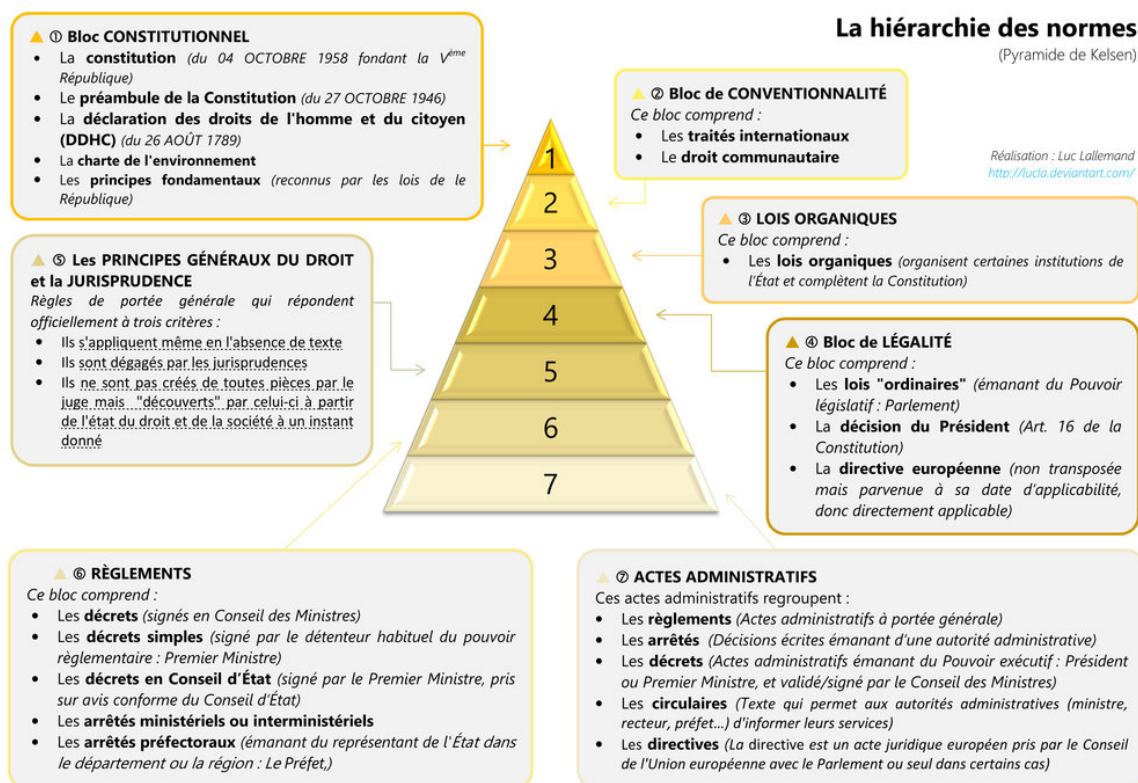 La hiérarchie des normes
(Pyramide de Kelsen)
① Bloc CONSTITUTIONNEL
• La constitution (du 04 OCTOBRE 1958 fondant la Vème
République)
• Le préambule de la Constitution (du 27 OCTOBRE 1946)
• La déclaration des droits de l'homme et du citoyen
(DDHC) (du 26 AOÛT 1789)
• La charte de l'environnement
• Les principes fondamentaux (reconnus par les lois de le
République)
② Bloc de CONVENTIONNALITÉ
Ce bloc comprend :
• Les traités internationaux
• Le droit communautaire
Réalisation : Luc Lallemand
http://lucla.deviantart.com/
③ LOIS ORGANIQUES
Ce bloc comprend :
• Les lois organiques (organisent certaines institutions de
l'État et complètent la Constitution)
④ Bloc de LÉGALITÉ
Ce bloc comprend :
• Les lois "ordinaires" (émanant du Pouvoir
législatif : Parlement)
• La décision du Président (Art. 16 de la
Constitution)
• La directive européenne (non transposée
mais parvenue à sa date d'applicabilité,
donc directement applicable)
⑤ Les PRINCIPES GÉNÉRAUX DU DROIT
et la JURISPRUDENCE
Règles de portée générale qui répondent
officiellement à trois critères :
• Ils s'appliquent même en l'absence de texte
• Ils sont dégagés par les jurisprudences
• Ils ne sont pas créés de toutes pièces par le
juge mais "découverts" par celui-ci à partir
de l'état du droit et de la société à un instant
donné
1
2
3
4
5
6
7
⑥ RÈGLEMENTS
Ce bloc comprend :
• Les décrets (signés en Conseil des Ministres)
• Les décrets simples (signé par le détenteur habituel du pouvoir
règlementaire : Premier Ministre)
• Les décrets en Conseil d'État (signé par le Premier Ministre, pris
sur avis conforme du Conseil d'État)
• Les arrêtés ministériels ou interministériels
• Les arrêtés préfectoraux (émanant du représentant de l'État dans
le département ou la région : Le Préfet,)
⑦ ACTES ADMINISTRATIFS
Ces actes administratifs regroupent :
• Les règlements (Actes administratifs à portée générale)
• Les arrêtés (Décisions écrites émanant d'une autorité administrative)
• Les décrets (Actes administratifs émanant du Pouvoir exécutif : Président
ou Premier Ministre, et validé/signé par le Conseil des Ministres)
• Les circulaires (Texte qui permet aux autorités administratives (ministre,
recteur, préfet...) d'informer leurs services)
• Les directives (La directive est un acte juridique européen pris par le Conseil
de l'Union européenne avec le Parlement ou seul dans certains cas)